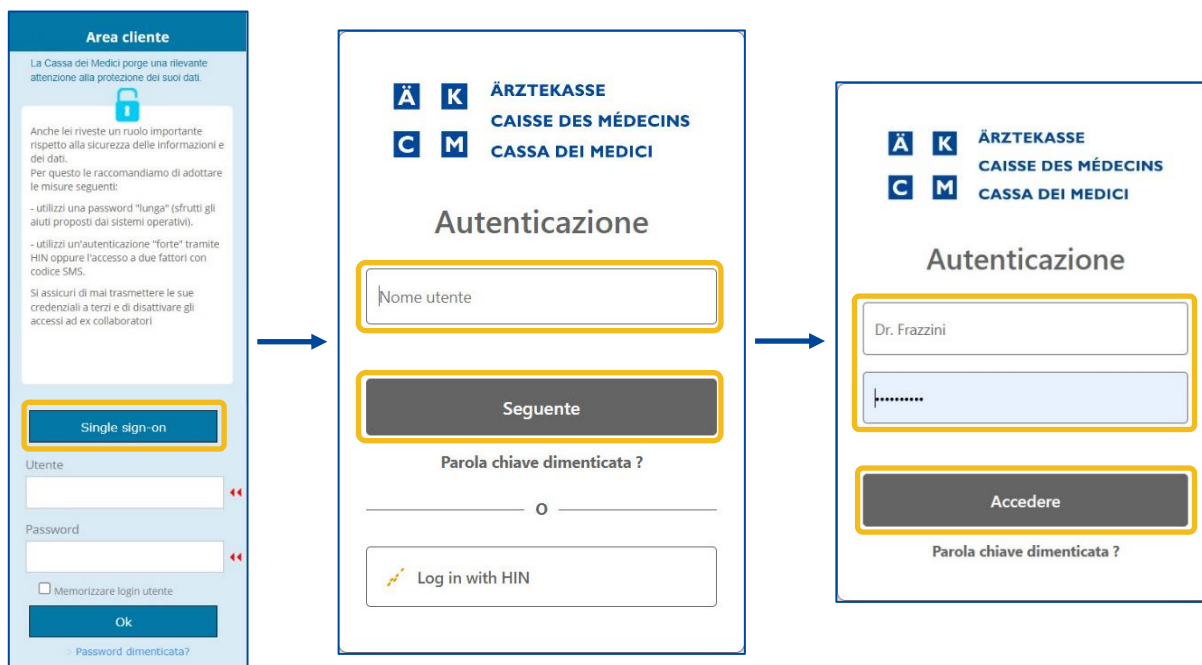 Area cliente
La Cassa dei Medici porge una rilevante
attenzione alla protezione dei suoi dati.
Anche lei riveste un ruolo importante
rispetto alla sicurezza delle informazioni e
dei dati.
Per questo le raccomandiamo di adottare
le misure seguenti:
- utilizzi una password "lunga" (sfrutti gli
aiuti proposti dai sistemi operativi).
- utilizzi un'autenticazione "forte" tramite
HIN oppure l'accesso a due fattori con
codice SMS.
Si assicuri di mai trasmettere le sue
credenziali a terzi e di disattivare gli
accessi ad ex collaboratori
Single sign-on
Utente
Password
Memorizzare login utente
Ok
> Password dimenticata?
Ä K
C M
ÄRZTEKASSE
CAISSE DES MÉDECINS
CASSA DEI MEDICI
Autenticazione
Nome utente
Seguente
Parola chiave dimenticata ?
O
Log in with HIN
Ä K
C M
ÄRZTEKASSE
CAISSE DES MÉDECINS
CASSA DEI MEDICI
Autenticazione
Dr. Frazzini
••••••••••
Accedere
Parola chiave dimenticata ?